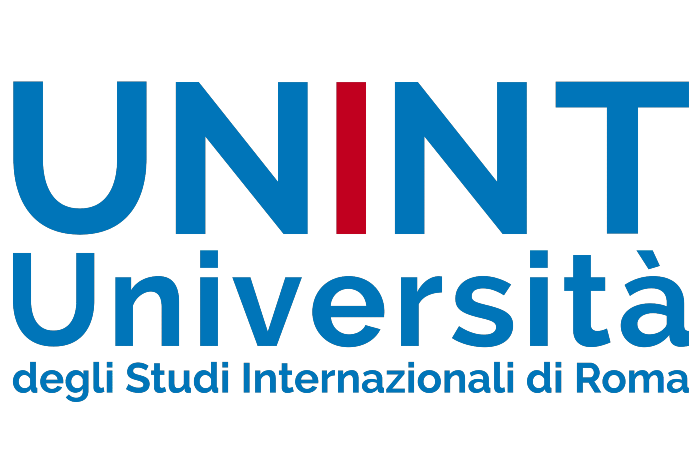 UNINT
Università
degli Studi Internazionali di Roma